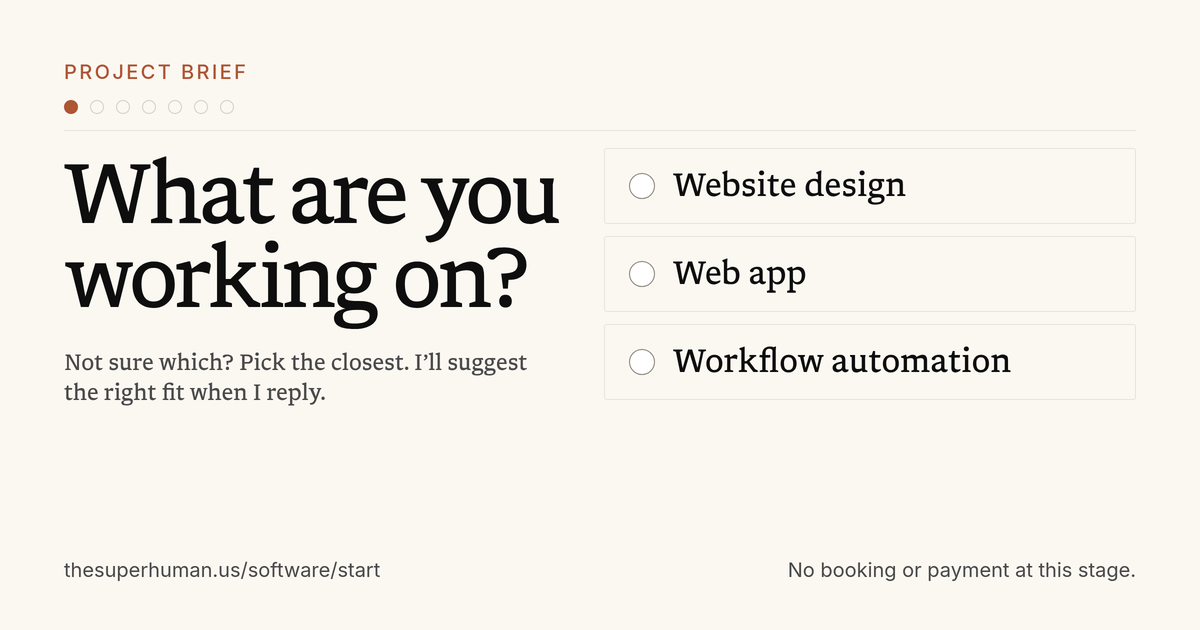 PROJECT BRIEF
What are you
working on?
Not sure which? Pick the closest. I’ll suggest
the right fit when I reply.
Website design
Web app
Workflow automation
thesuperhuman.us/software/start
No booking or payment at this stage.